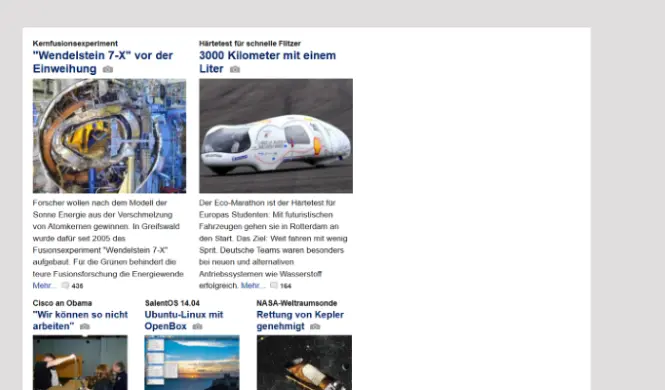 Kernfusionsexperiment
"Wendelstein 7-X" vor der
Einweihung
Forscher wollen nach dem Modell der
Sonne Energie aus der Verschmelzung
von Atomkernen gewinnen. In Greifswald
wurde dafür seit 2005 das
Fusionsexperiment "Wendelstein 7-X"
aufgebaut. Für die Grünen behindert die
teure Fusionsforschung die Energiewende
Mehr... 436
Härtetest für schnelle Flitzer
3000 Kilometer mit einem
Liter
Der Eco-Marathon ist der Härtetest für
Europas Studenten: Mit futuristischen
Fahrzeugen gehen sie in Rotterdam an
den Start. Das Ziel: Weit fahren mit wenig
Sprit. Deutsche Teams waren besonders
bei neuen und alternativen
Antriebssystemen wie Wasserstoff
erfolgreich. Mehr... 164
Cisco an Obama
"Wir können so nicht
arbeiten"
SalentOS 14.04
Ubuntu-Linux mit
OpenBox
NASA-Weltraumsonde
Rettung von Kepler
genehmigt